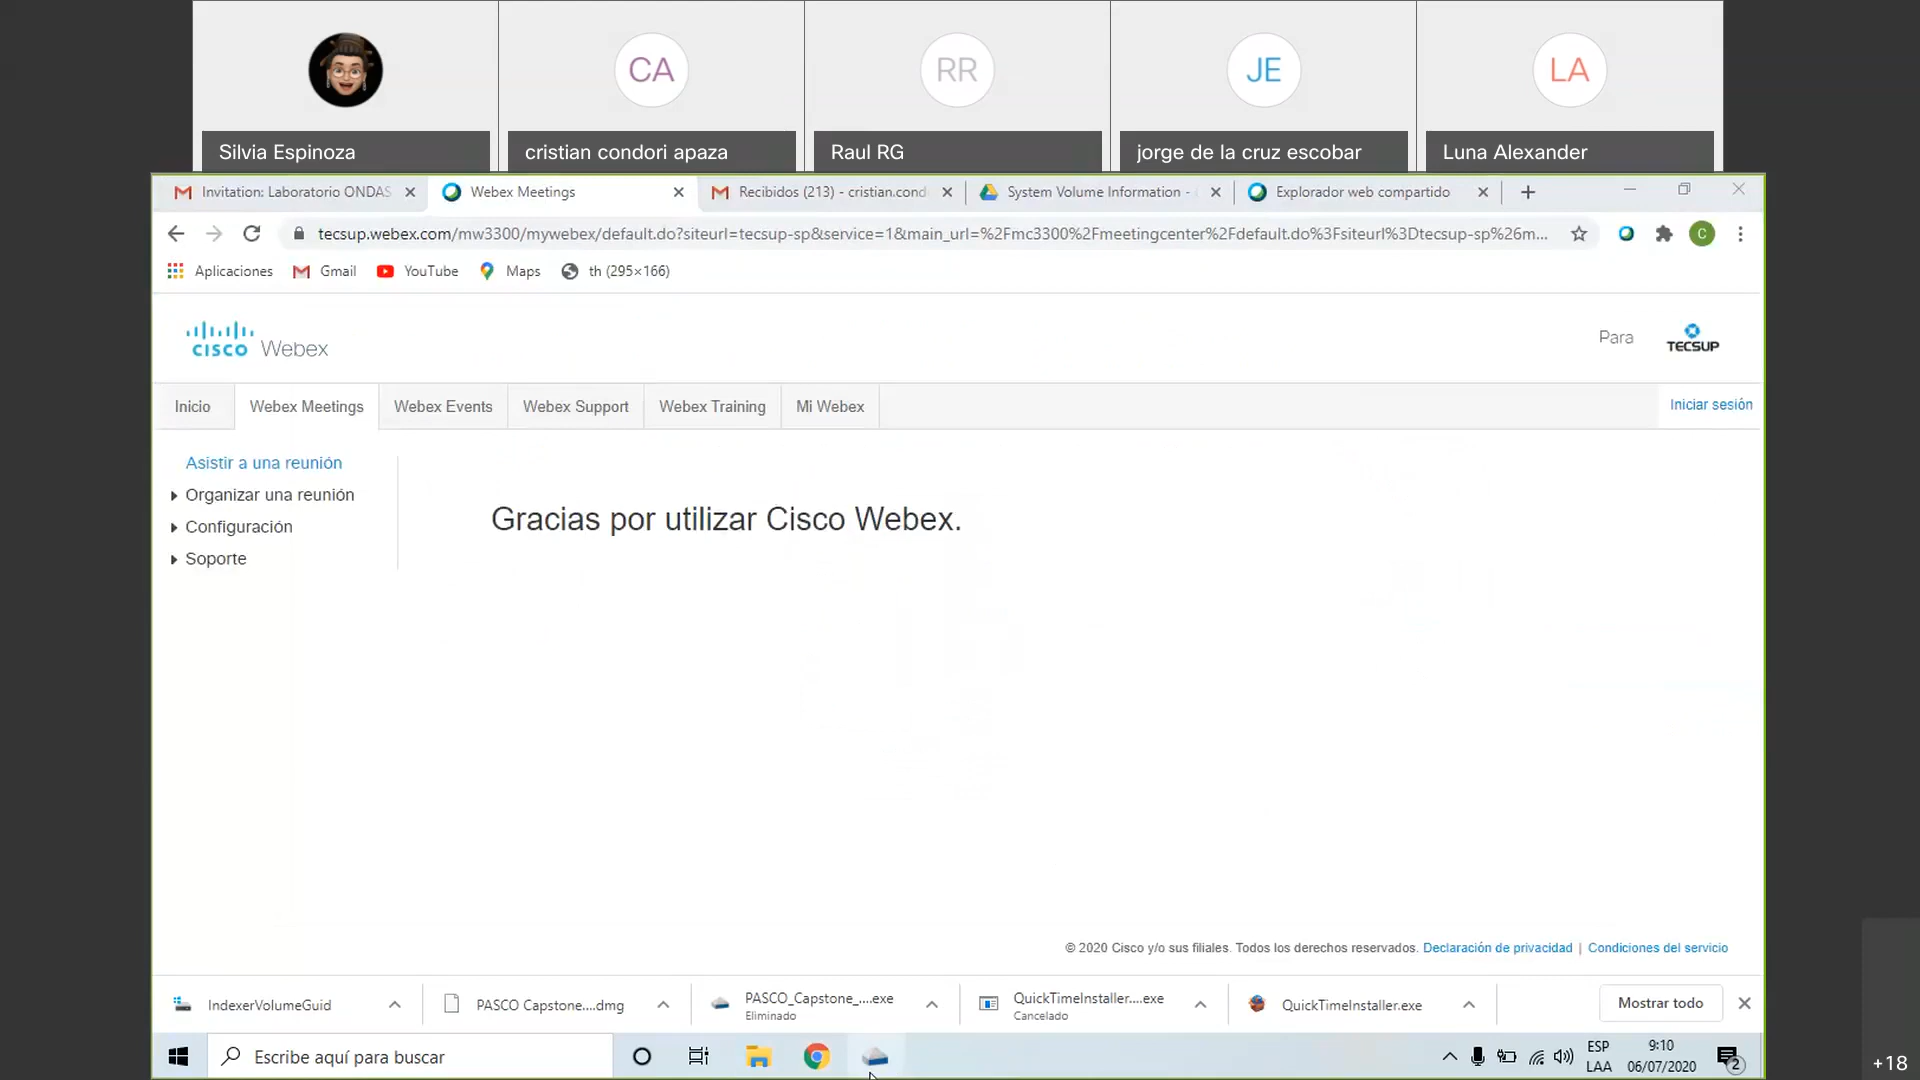 CA
RR
JE
LA
Silvia Espinoza
cristian condori apaza
Raul RG
jorge de la cruz escobar
Luna Alexander
Invitation: Laboratorio ONDAS
Webex Meetings
Recibidos (213) - cristian.cond
System Volume Information -
Explorador web compartido
tecsup.webex.com/mw3300/mywebex/default.do?siteurl=tecsup-sp&service=1&main_url=%2Fmc3300%2Fmeetingcenter%2Fdefault.do%3Fsiteurl%3Dtecsup-sp%26m...
C
Aplicaciones
Gmail
YouTube
Maps
th (295×166)
CISCO Webex
Para
TECSUP
Inicio
Webex Meetings
Webex Events
Webex Support
Webex Training
Mi Webex
Iniciar sesión
Asistir a una reunión
Organizar una reunión
Configuración
Soporte
Gracias por utilizar Cisco Webex.
© 2020 Cisco y/o sus filiales. Todos los derechos reservados. Declaración de privacidad | Condiciones del servicio
IndexerVolumeGuid
PASCO Capstone....dmg
PASCO_Capstone_....exe
Eliminado
QuickTimeInstaller....exe
Cancelado
QuickTimeInstaller.exe
Mostrar todo
Escribe aquí para buscar
ESP
LAA
9:10
06/07/2020
2
+18